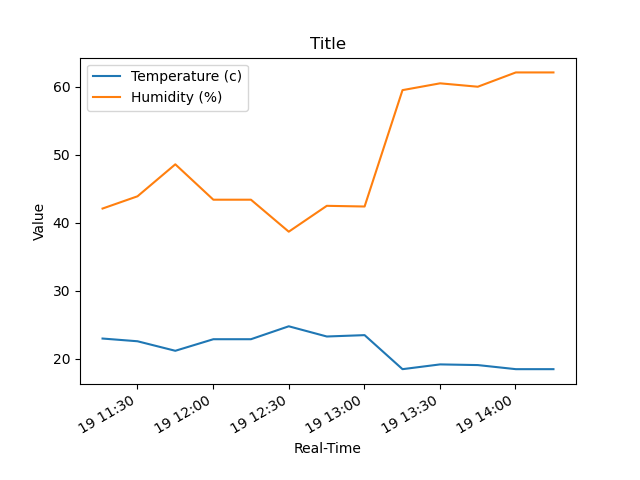 Title
Temperature (c)
Humidity (%)
60
50
40
30
20
Value
19 11:30
19 12:00
19 12:30
19 13:00
19 13:30
19 14:00
Real-Time